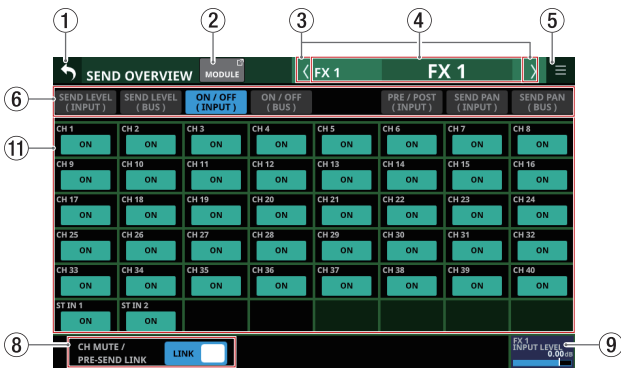 1 2 3 4 5
SEND OVERVIEW MODULE FX 1 FX 1
6
SEND LEVEL (INPUT) SEND LEVEL (BUS) ON / OFF (INPUT) ON / OFF (BUS) PRE / POST (INPUT) SEND PAN (INPUT) SEND PAN (BUS)
11
CH 1 CH 2 CH 3 CH 4 CH 5 CH 6 CH 7 CH 8
ON ON ON ON ON ON ON ON
CH 9 CH 10 CH 11 CH 12 CH 13 CH 14 CH 15 CH 16
ON ON ON ON ON ON ON ON
CH 17 CH 18 CH 19 CH 20 CH 21 CH 22 CH 23 CH 24
ON ON ON ON ON ON ON ON
CH 25 CH 26 CH 27 CH 28 CH 29 CH 30 CH 31 CH 32
ON ON ON ON ON ON ON ON
CH 33 CH 34 CH 35 CH 36 CH 37 CH 38 CH 39 CH 40
ON ON ON ON ON ON ON ON
ST IN 1 ST IN 2
ON ON
8
CH MUTE /
PRE-SEND LINK
LINK
FX 1
INPUT LEVEL
0.00dB
9